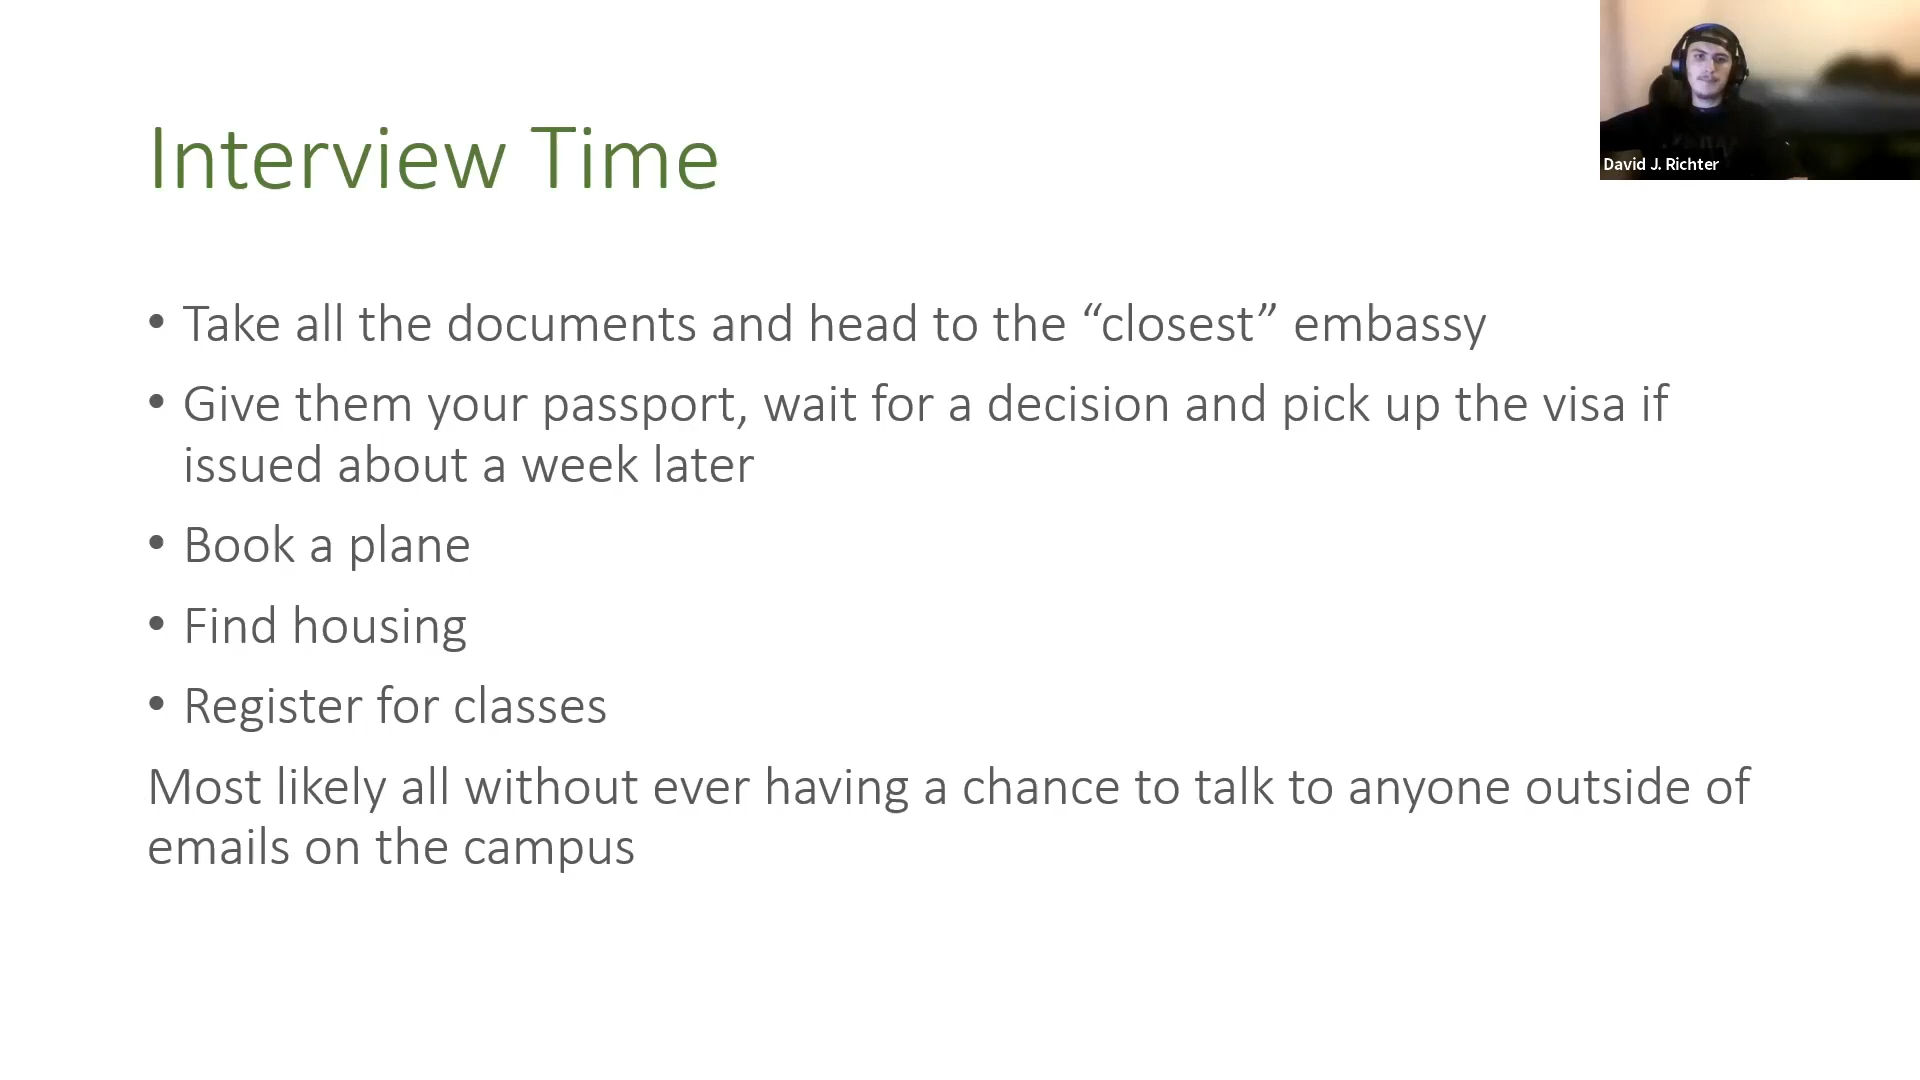 Interview Time
David J. Richter
• Take all the documents and head to the “closest” embassy
• Give them your passport, wait for a decision and pick up the visa if
issued about a week later
• Book a plane
• Find housing
• Register for classes
Most likely all without ever having a chance to talk to anyone outside of
emails on the campus